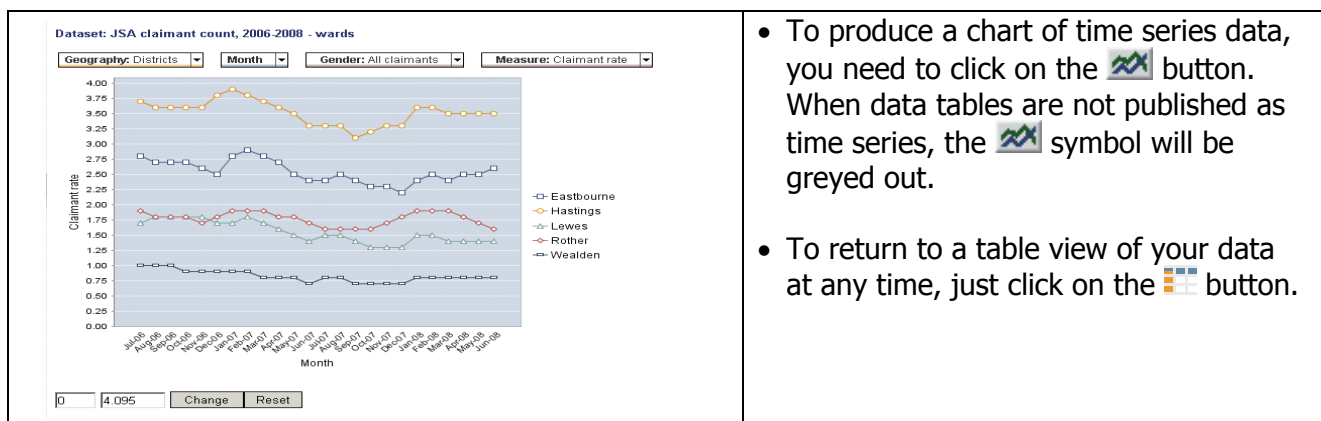 Dataset: JSA claimant count, 2006-2008 - wards
Geography: Districts Month Gender: All claimants Measure: Claimant rate
4.00
3.75
3.50
3.25
3.00
2.75
2.50
2.25
2.00
1.75
1.50
1.25
1.00
0.75
0.50
0.25
0.00
Claimant rate
Jul-06 Aug-06 Sep-06 Oct-06 Nov-06 Dec-06 Jan-07 Feb-07 Mar-07 Apr-07 May-07 Jun-07 Jul-07 Aug-07 Sep-07 Oct-07 Nov-07 Dec-07 Jan-08 Feb-08 Mar-08 Apr-08 May-08 Jun-08
Month
Eastbourne
Hastings
Lewes
Rother
Wealden
0 4.095 Change Reset
• To produce a chart of time series data,
you need to click on the button.
When data tables are not published as
time series, the symbol will be
greyed out.
• To return to a table view of your data
at any time, just click on the button.